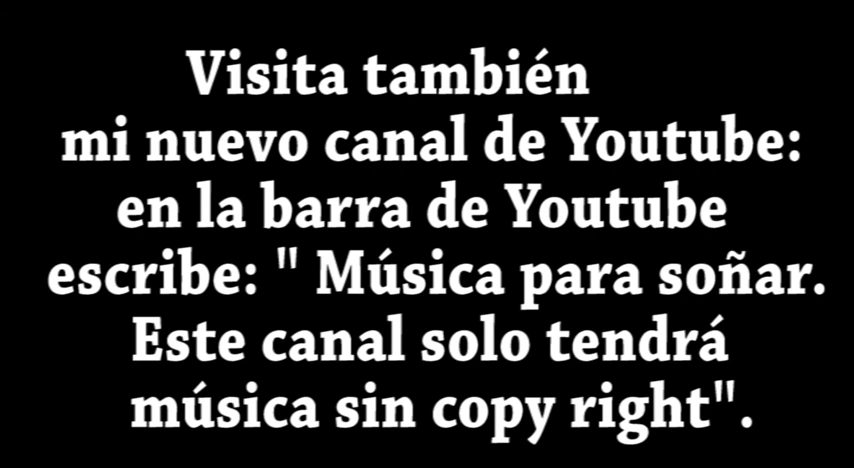 Visita también
mi nuevo canal de Youtube:
en la barra de Youtube
escribe: " Música para soñar.
Este canal solo tendrá
música sin copy right".